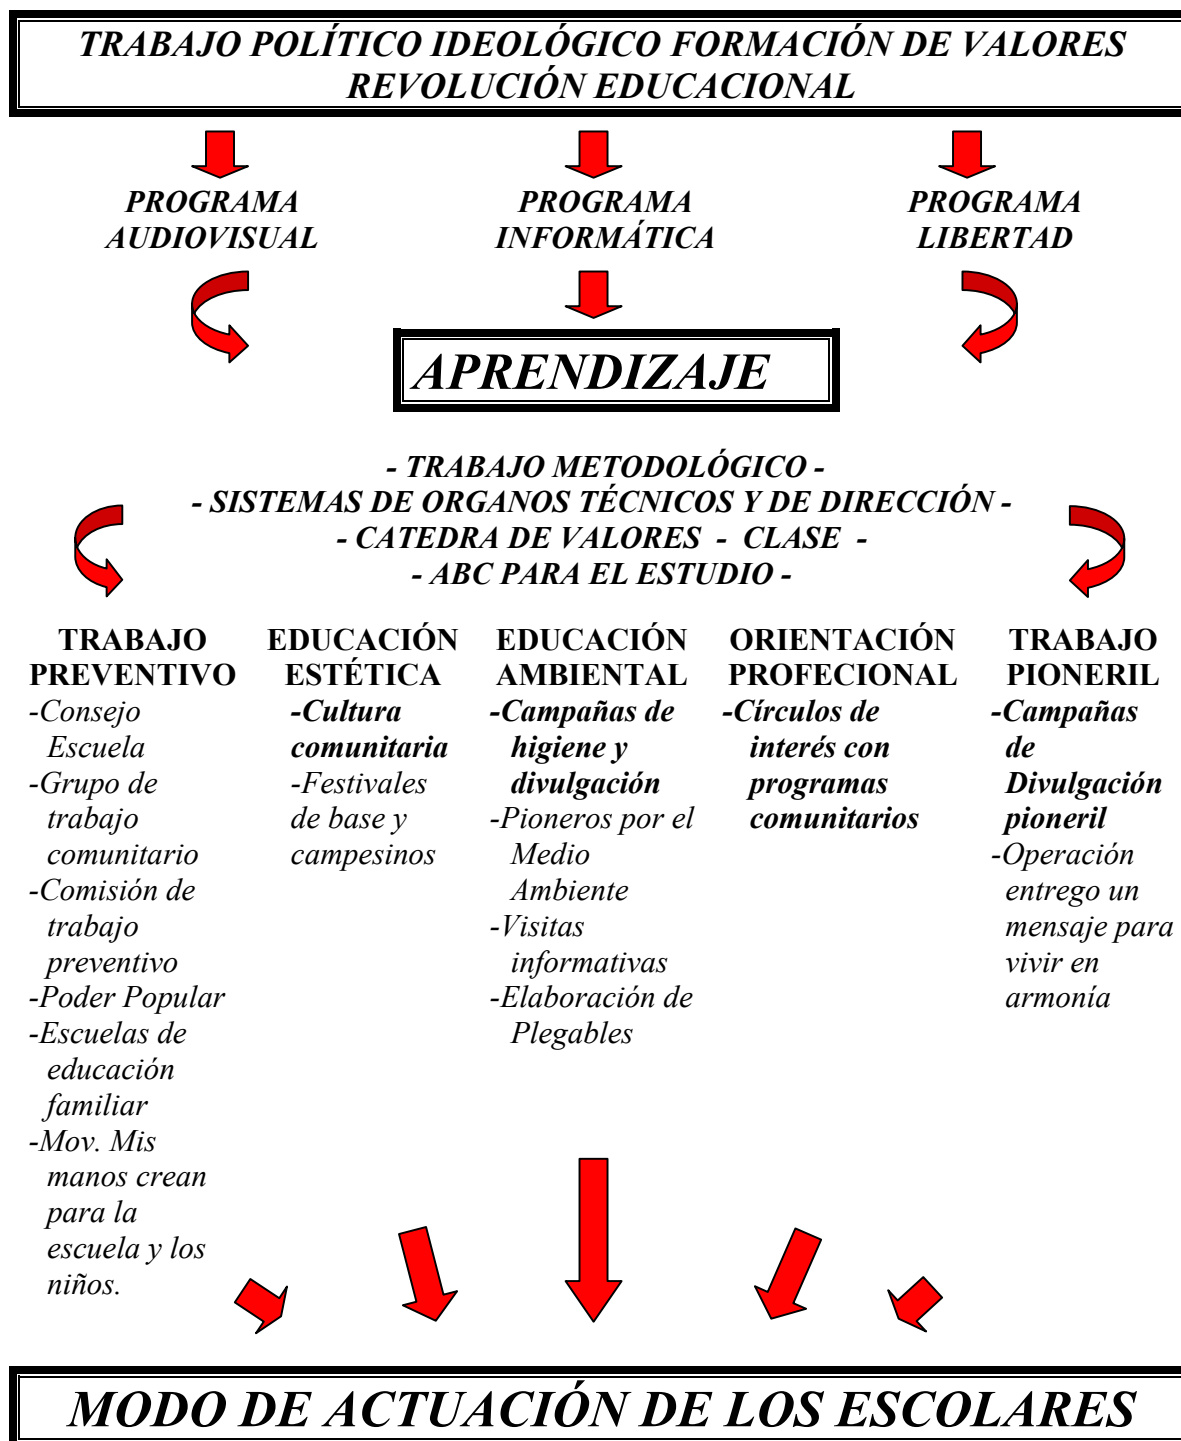 TRABAJO POLÍTICO IDEOLÓGICO FORMACIÓN DE VALORES
REVOLUCIÓN EDUCACIONAL
PROGRAMA
AUDIOVISUAL
PROGRAMA
INFORMÁTICA
PROGRAMA
LIBERTAD
APRENDIZAJE
- TRABAJO METODOLÓGICO -
- SISTEMAS DE ORGANOS TÉCNICOS Y DE DIRECCIÓN -
- CATEDRA DE VALORES - CLASE -
- ABC PARA EL ESTUDIO -
TRABAJO
PREVENTIVO
-Consejo
Escuela
-Grupo de
trabajo
comunitario
-Comisión de
trabajo
preventivo
-Poder Popular
-Escuelas de
educación
familiar
-Mov. Mis
manos crean
para la
escuela y los
niños.
EDUCACIÓN
ESTÉTICA
-Cultura
comunitaria
-Festivales
de base y
campesinos
EDUCACIÓN
AMBIENTAL
-Campañas de
higiene y
divulgación
-Pioneros por el
Medio
Ambiente
-Visitas
informativas
-Elaboración de
Plegables
ORIENTACIÓN
PROFECIONAL
-Círculos de
interés con
programas
comunitarios
TRABAJO
PIONERIL
-Campañas
de
Divulgación
pioneril
-Operación
entrego un
mensaje para
vivir en
armonía
MODO DE ACTUACIÓN DE LOS ESCOLARES